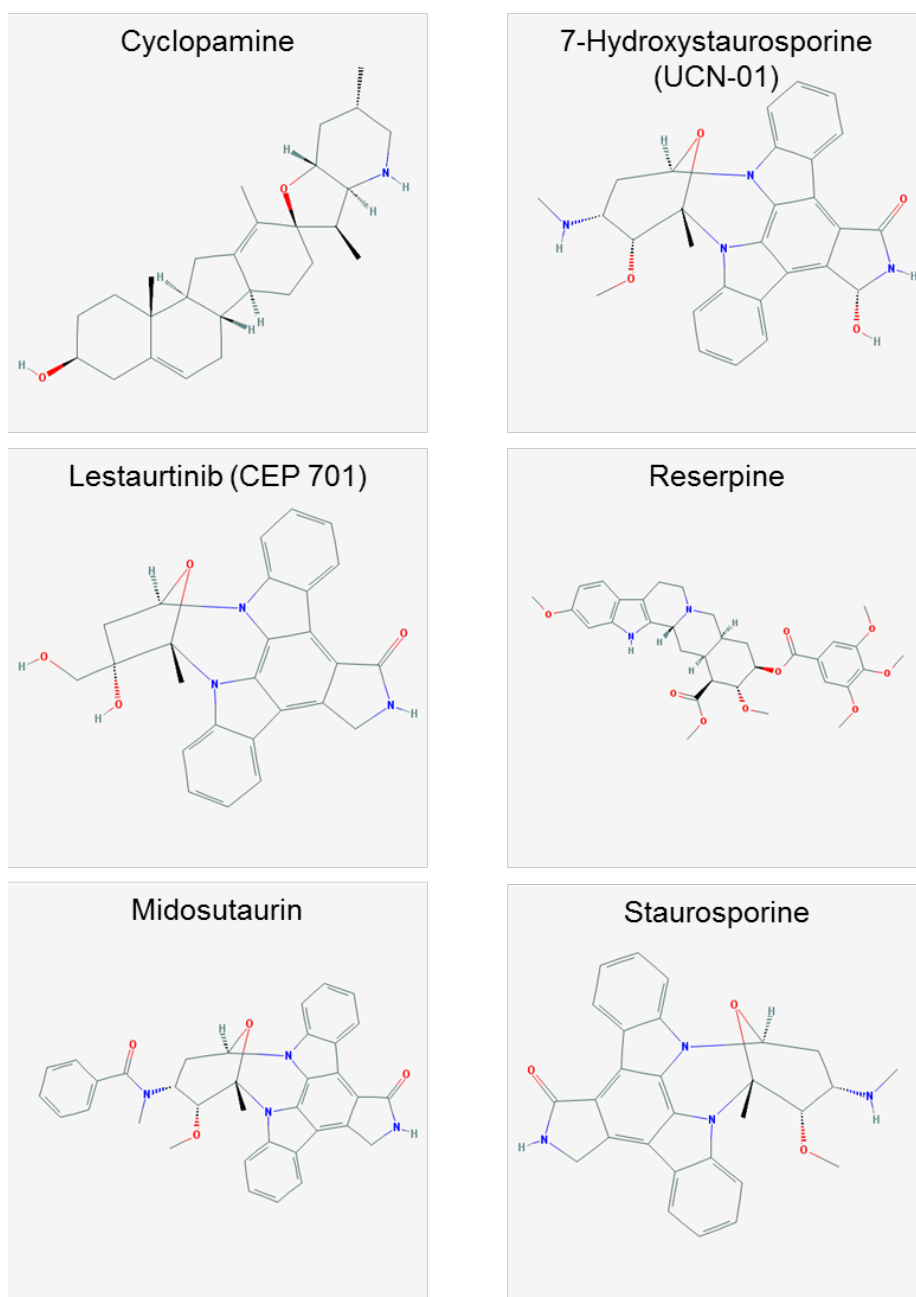 Cyclopamine
7-Hydroxystaurosporine
(UCN-01)
H
N
H
O
H
H
H
H
H
O
H
O
N
O
N
H
N
H
O
N
O
H
Lestaurtinib (CEP 701)
H
O
N
O
H
O
N
N
H
O
H
Reserpine
O
N
H
N
H
H
H
O
O
O
O
O
O
O
O
Midosutaurin
H
O
O
N
N
O
N
N
H
O
Staurosporine
O
H
N
O
N
H
N
N
H
O